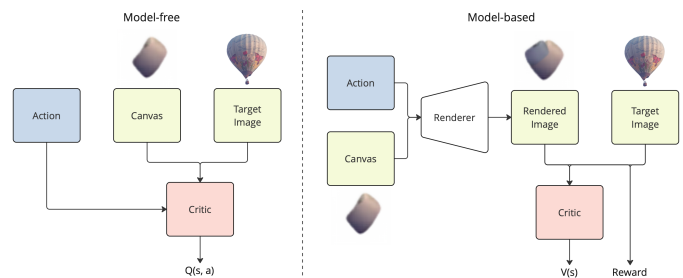 Model-free
Action
Canvas
Target
Image
Critic
Q(s, a)
Model-based
Action
Canvas
Renderer
Rendered
Image
Target
Image
Critic
V(s)
Reward